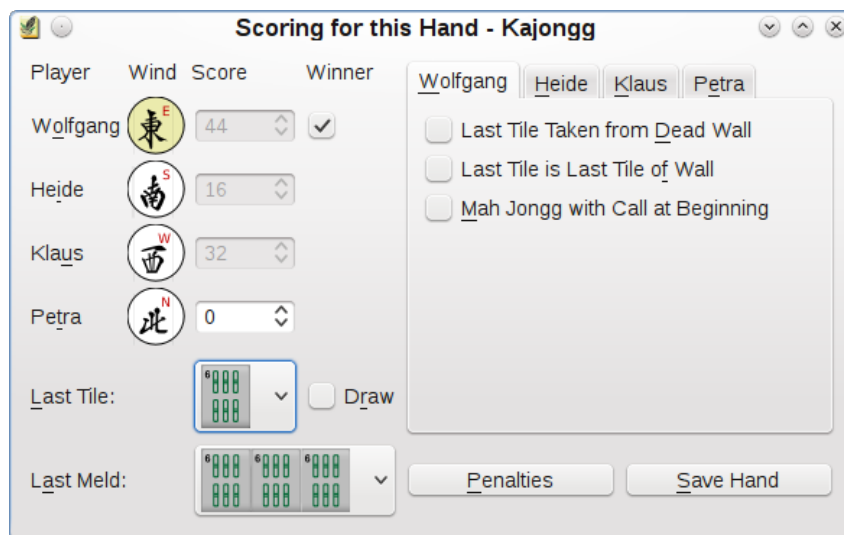 Scoring for this Hand - Kajongg
Player Wind Score Winner
Wolfgang 東 E 44
Heide 南 S 16
Klaus 西 W 32
Petra 北 N 0
Last Tile: 6 Draw
Last Meld: 6 6 6
Wolfgang Heide Klaus Petra
Last Tile Taken from Dead Wall
Last Tile is Last Tile of Wall
Mah Jongg with Call at Beginning
Penalties Save Hand